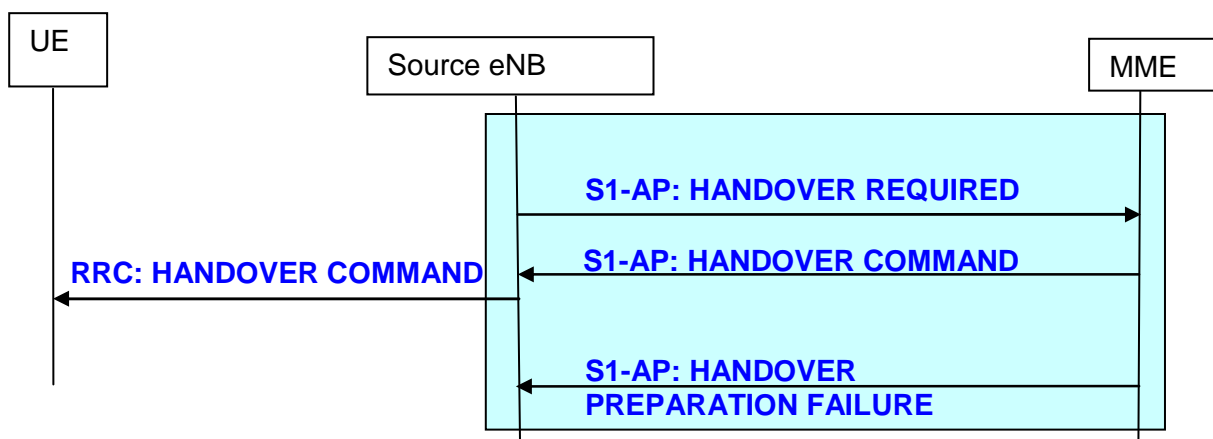 UE
Source eNB
MME
S1-AP: HANDOVER REQUIRED
S1-AP: HANDOVER COMMAND
RRC: HANDOVER COMMAND
S1-AP: HANDOVER
PREPARATION FAILURE